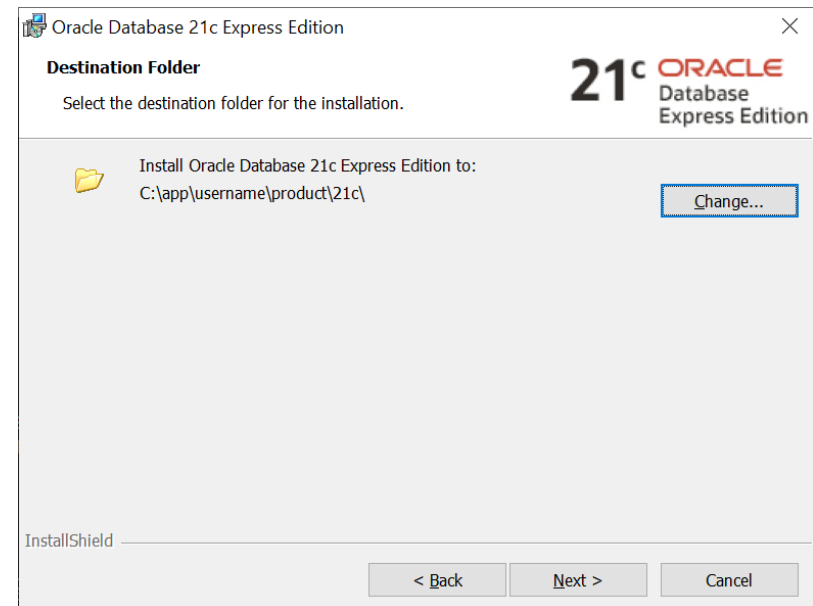 Oracle Database 21c Express Edition
Destination Folder
Select the destination folder for the installation.
21c ORACLE
Database
Express Edition
Install Oracle Database 21c Express Edition to:
C:\app\username\product\21c\
Change...
InstallShield
< Back
Next >
Cancel